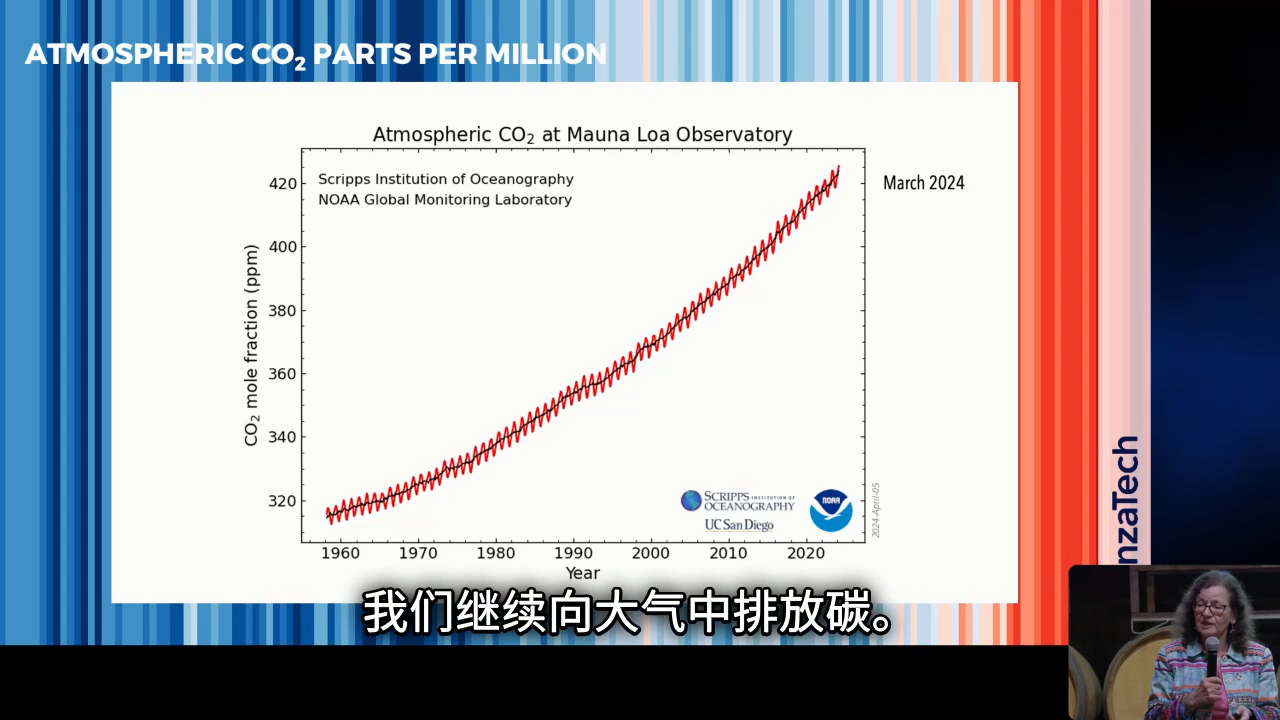 ATMOSPHERIC CO₂ PARTS PER MILLION
Atmospheric CO₂ at Mauna Loa Observatory
Scripps Institution of Oceanography
NOAA Global Monitoring Laboratory
March 2024
420
400
380
360
340
320
CO₂ mole fraction (ppm)
SCRIPPS INSTITUTION OF
OCEANOGRAPHY
UC San Diego
NOAA
2024-April-05
1960 1970 1980 1990 2000 2010 2020
Year
nzaTech
我们继续向大气中排放碳。